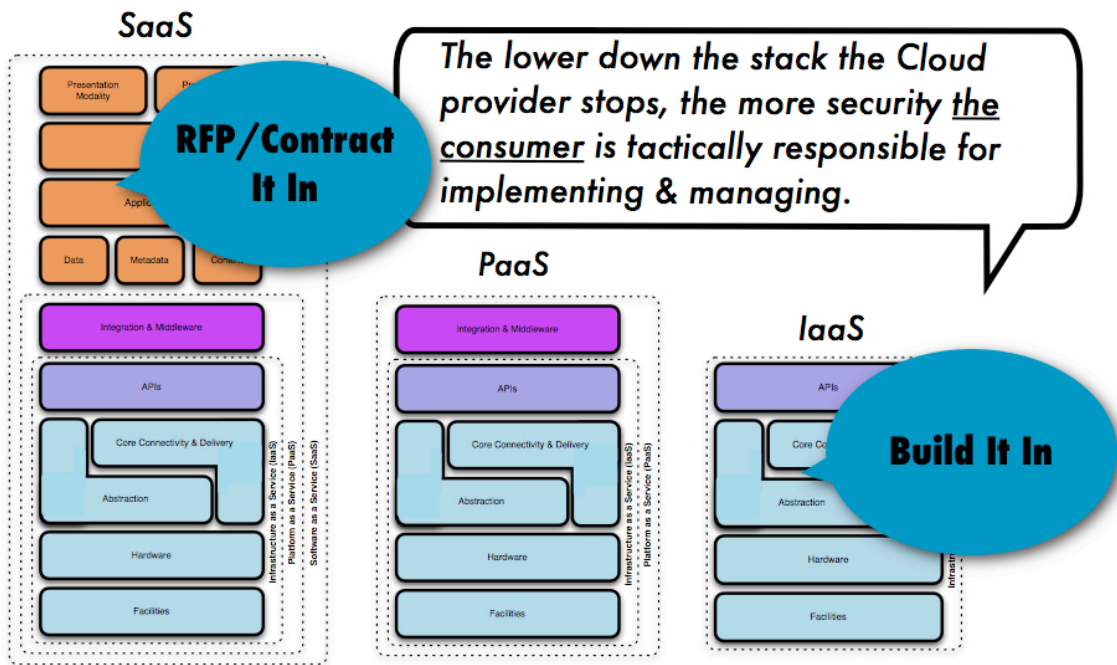 SaaS
The lower down the stack the Cloud
provider stops, the more security the
consumer is tactically responsible for
implementing & managing.
Presentation
Modality
RFP/Contract
It In
Data
Metadata
Integration & Middleware
APIs
Core Connectivity & Delivery
Abstraction
Hardware
Facilities
Infrastructure as a Service (IaaS)
Platform as a Service (PaaS)
Software as a Service (SaaS)
PaaS
Integration & Middleware
APIs
Core Connectivity & Delivery
Abstraction
Hardware
Facilities
Infrastructure as a Service (IaaS)
Platform as a Service (PaaS)
IaaS
APIs
Core
Abstraction
Build It In
Hardware
Facilities